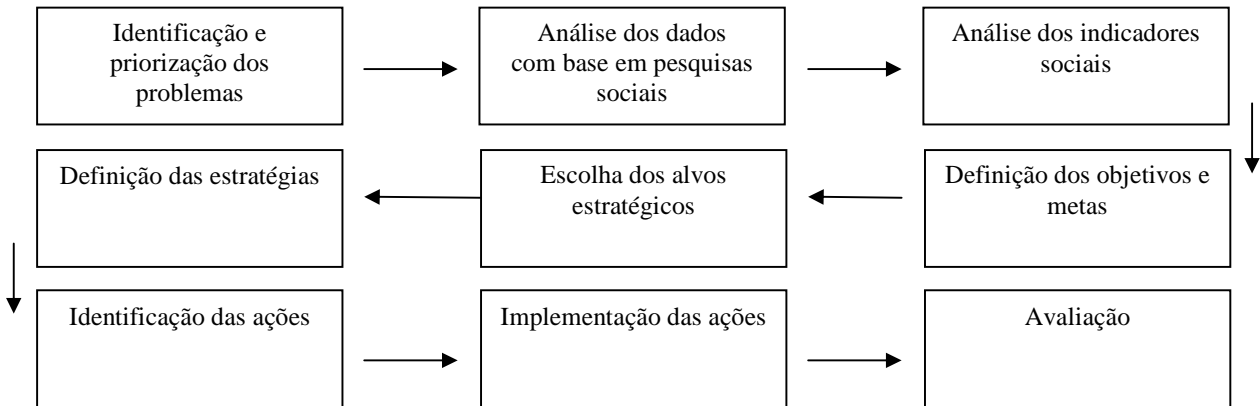 Identificação e
priorização dos
problemas
Análise dos dados
com base em pesquisas
sociais
Análise dos indicadores
sociais
Definição dos objetivos e
metas
Escolha dos alvos
estratégicos
Definição das estratégias
Identificação das ações
Implementação das ações
Avaliação